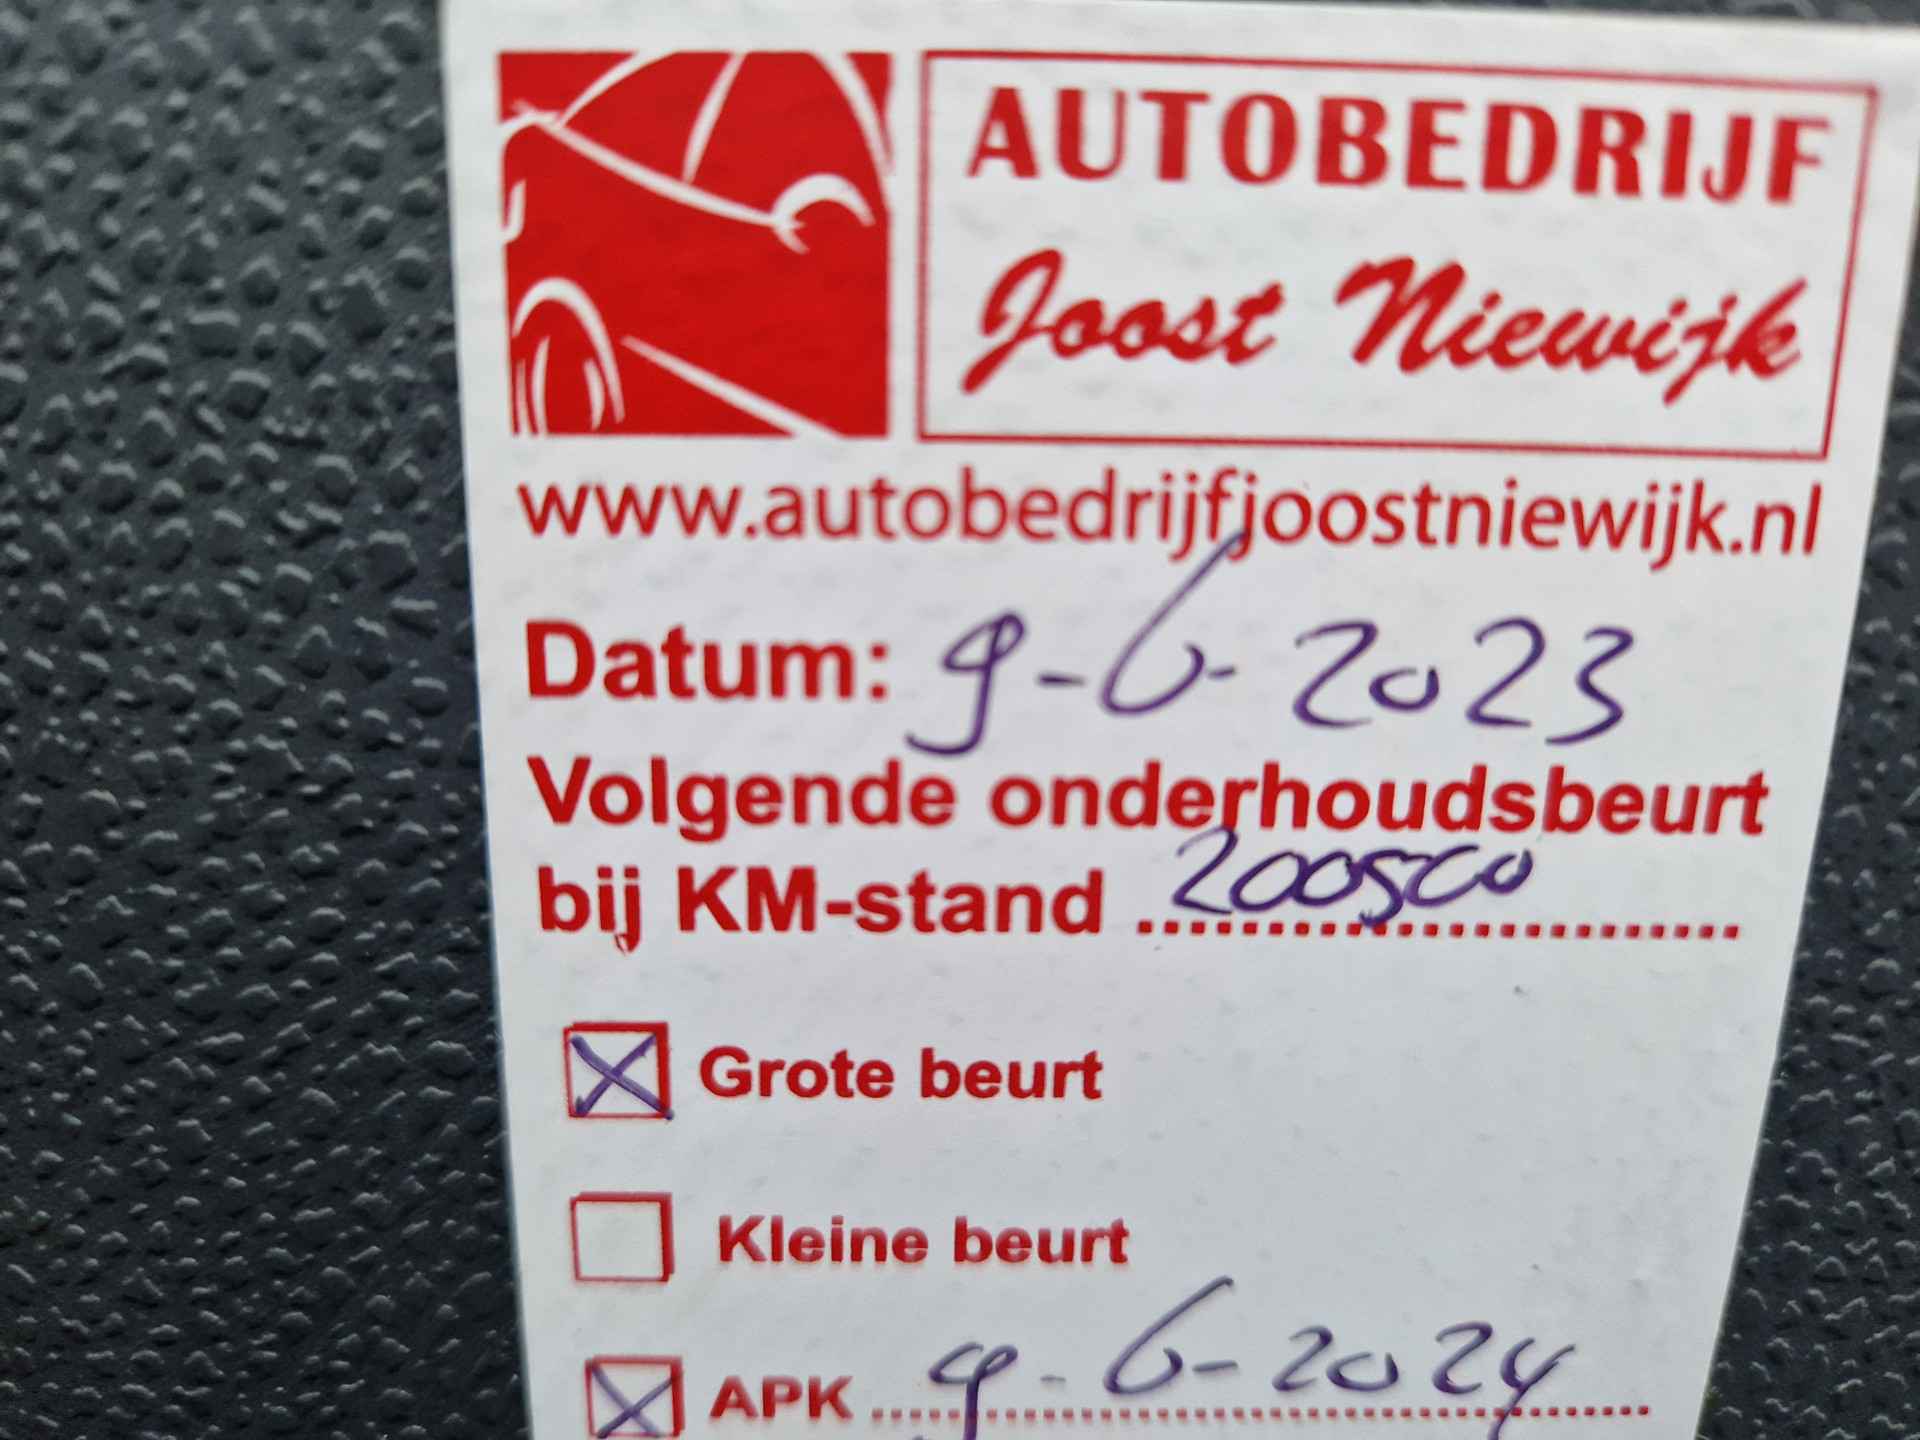 AUTOBEDRIJF
Joost Niewijk
www.autobedrijfjoostniewijk.nl
Datum: 9-6-2023
Volgende onderhoudsbeurt
bij KM-stand 200500
Grote beurt
Kleine beurt
APK 9-6-2024